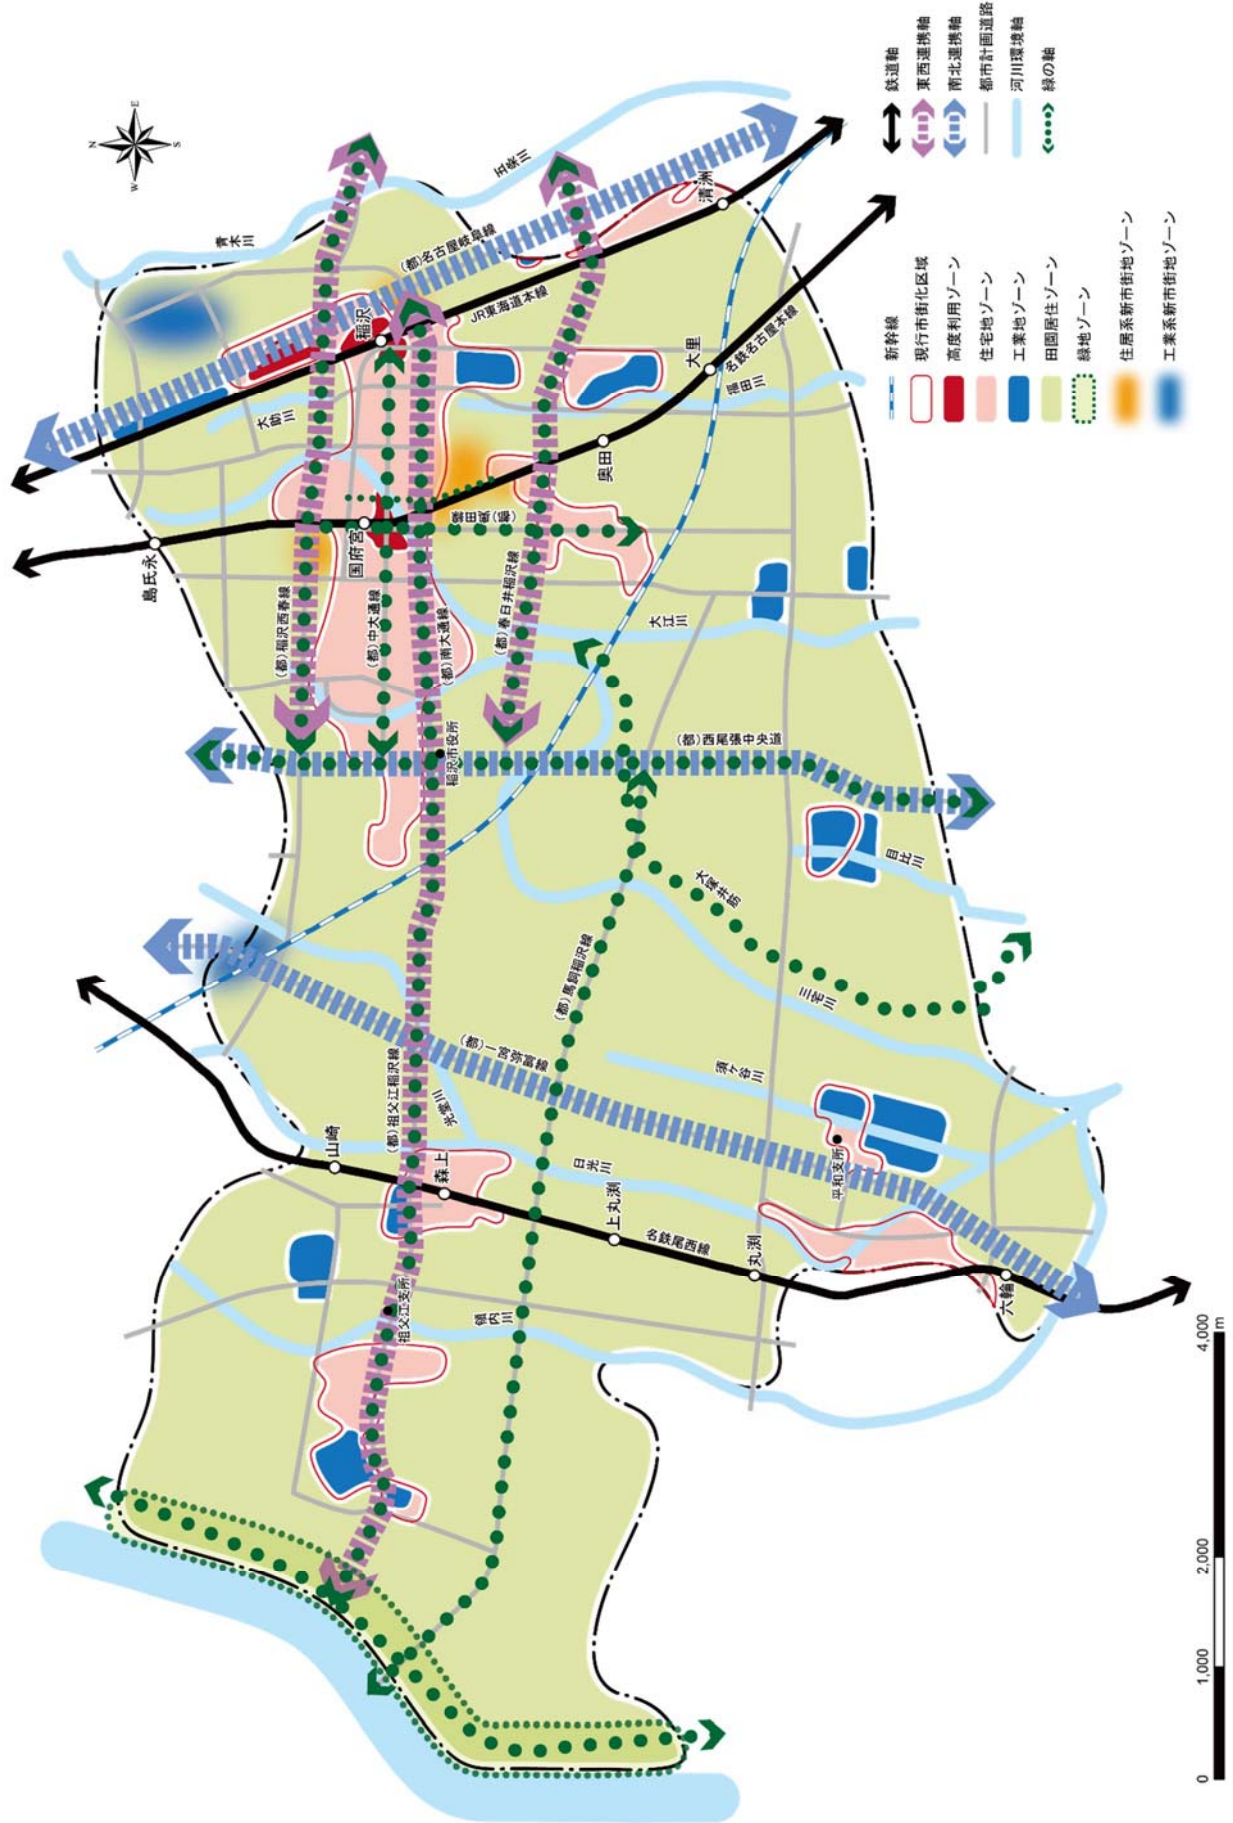 N
E
S
W
青木川
五条川
(都)名古屋岐阜線
JR東海道本線
稲沢
清洲
大助川
島氏永
国府宮
奥田
大里
名鉄名古屋本線
福田川
(都)稲沢西春線
(都)中大通線
(都)南大通線
(都)春日井稲沢線
大江川
稲沢市役所
(都)西尾張中央道
目比川
大塚井筋
三宅川
(都)馬飼稲沢線
(都)一宮弥富線
須ヶ谷川
(都)祖父江稲沢線
光堂川
日光川
山崎
森上
上丸渕
名鉄尾西線
丸渕
平和支所
六輪
祖父江支所
領内川
鉄道軸
東西連携軸
南北連携軸
都市計画道路
河川環境軸
緑の軸
新幹線
現行市街化区域
高度利用ゾーン
住宅地ゾーン
工業地ゾーン
田園居住ゾーン
緑地ゾーン
住居系新市街地ゾーン
工業系新市街地ゾーン
0
1,000
2,000
4,000
m